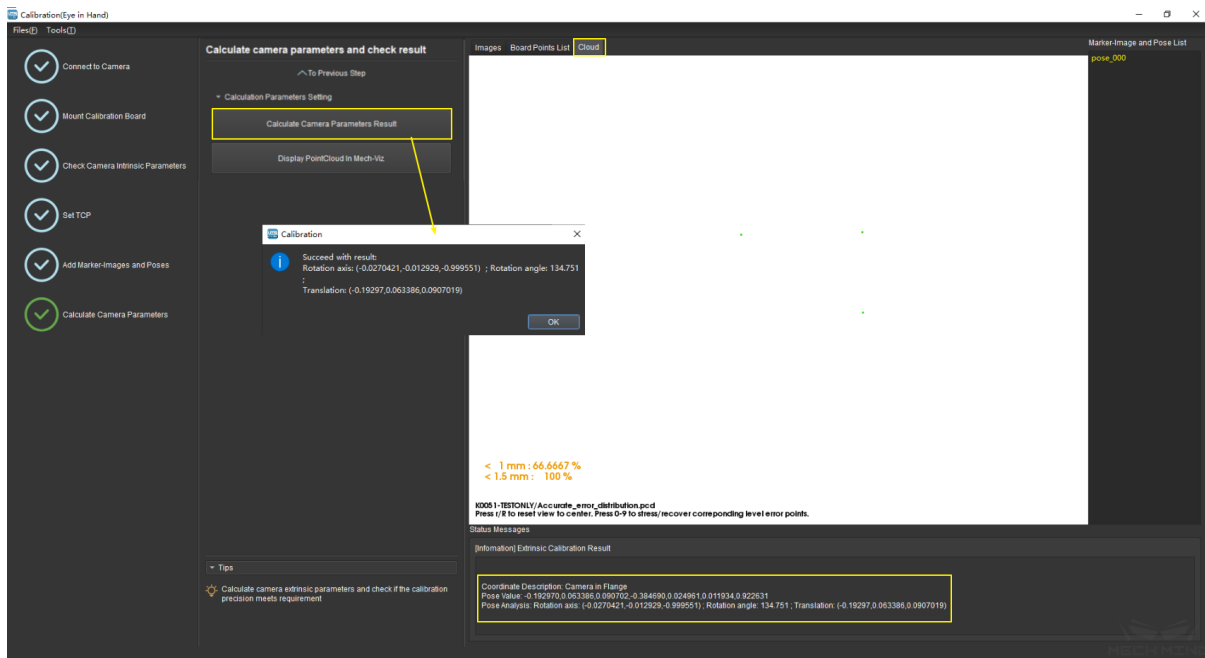 Calibration(Eye in Hand)
Files(F) Tools(T)
Connect to Camera
Mount Calibration Board
Check Camera Intrinsic Parameters
Set TCP
Add Marker-Images and Poses
Calculate Camera Parameters
Calculate camera parameters and check result
To Previous Step
Calculation Parameters Setting
Calculate Camera Parameters Result
Display PointCloud In Mech-Viz
Calibration
Succeed with result:
Rotation axis: (-0.0270421,-0.012929,-0.999551) ; Rotation angle: 134.751
;
Translation: (-0.19297,0.063386,0.0907019)
OK
Tips
Calculate camera extrinsic parameters and check if the calibration
precision meets requirement
Images Board Points List Cloud
< 1 mm : 66.6667 %
< 1.5 mm : 100 %
K0051-TESTONLY/Accurate_error_distribution.pcd
Press r/R to reset view to center. Press 0-9 to stress/recover correponding level error points.
Status Messages
[Infomation] Extrinsic Calibration Result
Coordinate Description: Camera in Flange
Pose Value: -0.192970,0.063386,0.090702,-0.384690,0.024961,0.011934,0.922631
Pose Analysis: Rotation axis: (-0.0270421,-0.012929,-0.999551) ; Rotation angle: 134.751 ; Translation: (-0.19297,0.063386,0.0907019)
Marker-Image and Pose List
pose_000
MECH MIND